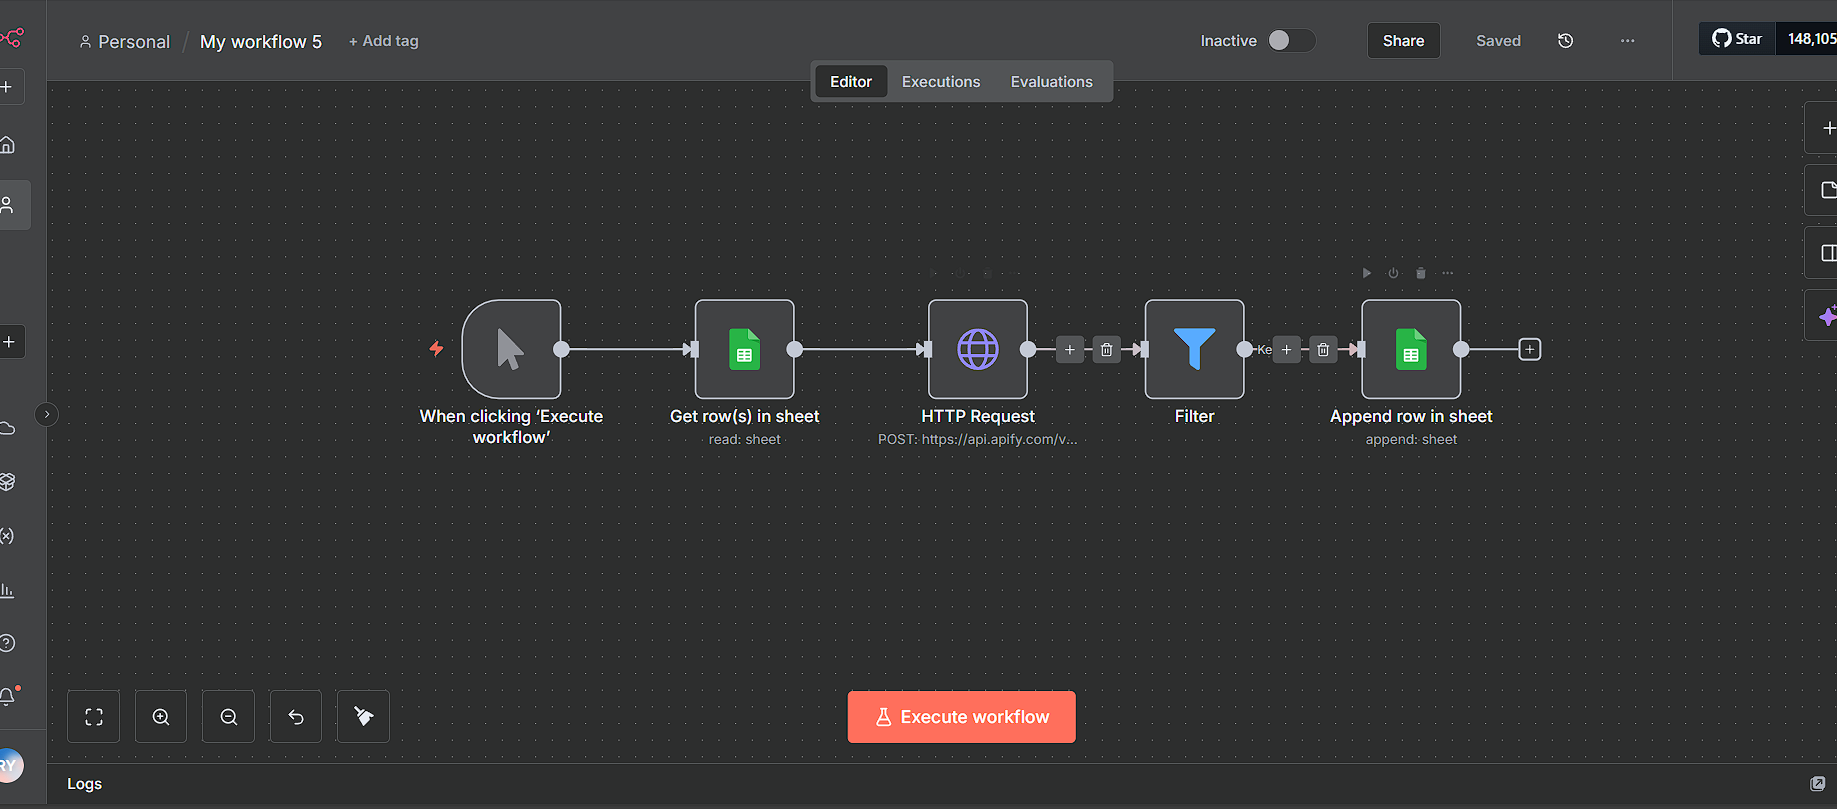 Personal / My workflow 5 + Add tag
Inactive
Share
Saved
Star
148,105
Editor
Executions
Evaluations
When clicking ‘Execute
workflow’
Get row(s) in sheet
read: sheet
HTTP Request
POST: https://api.apify.com/v...
Ke
Filter
Append row in sheet
append: sheet
Execute workflow
RY
Logs